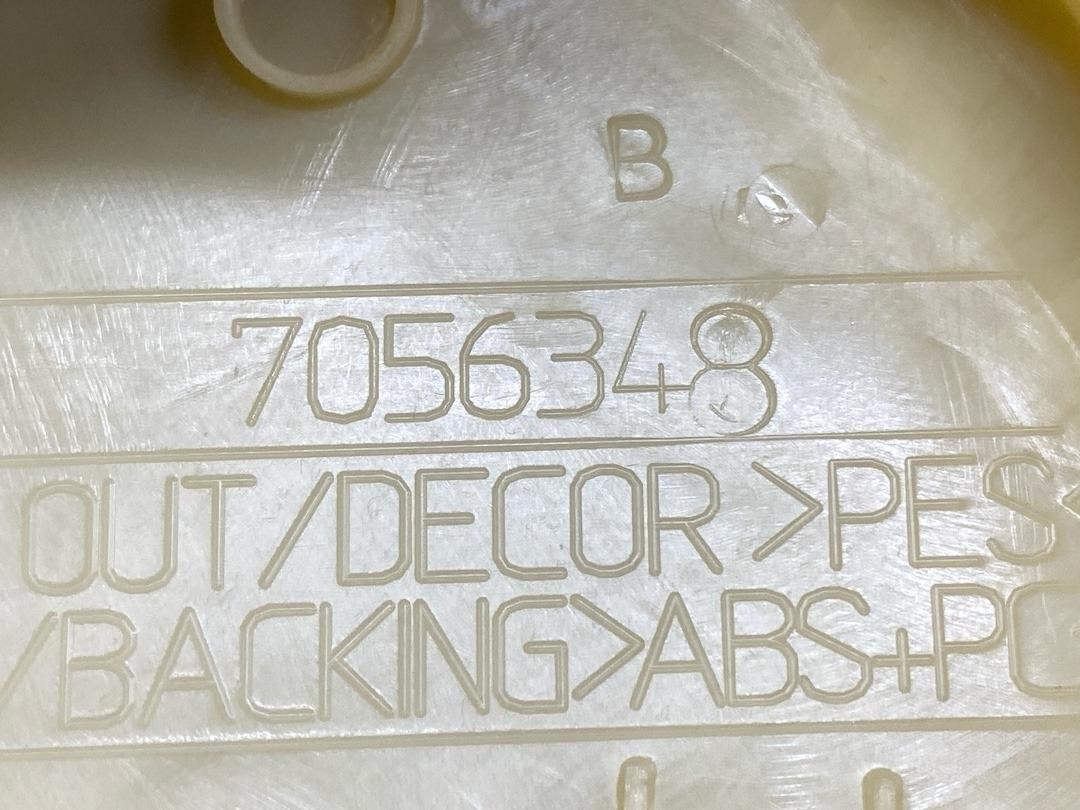 B
7056348
OUT/DECOR>PES<
/BACKING>ABS+PC